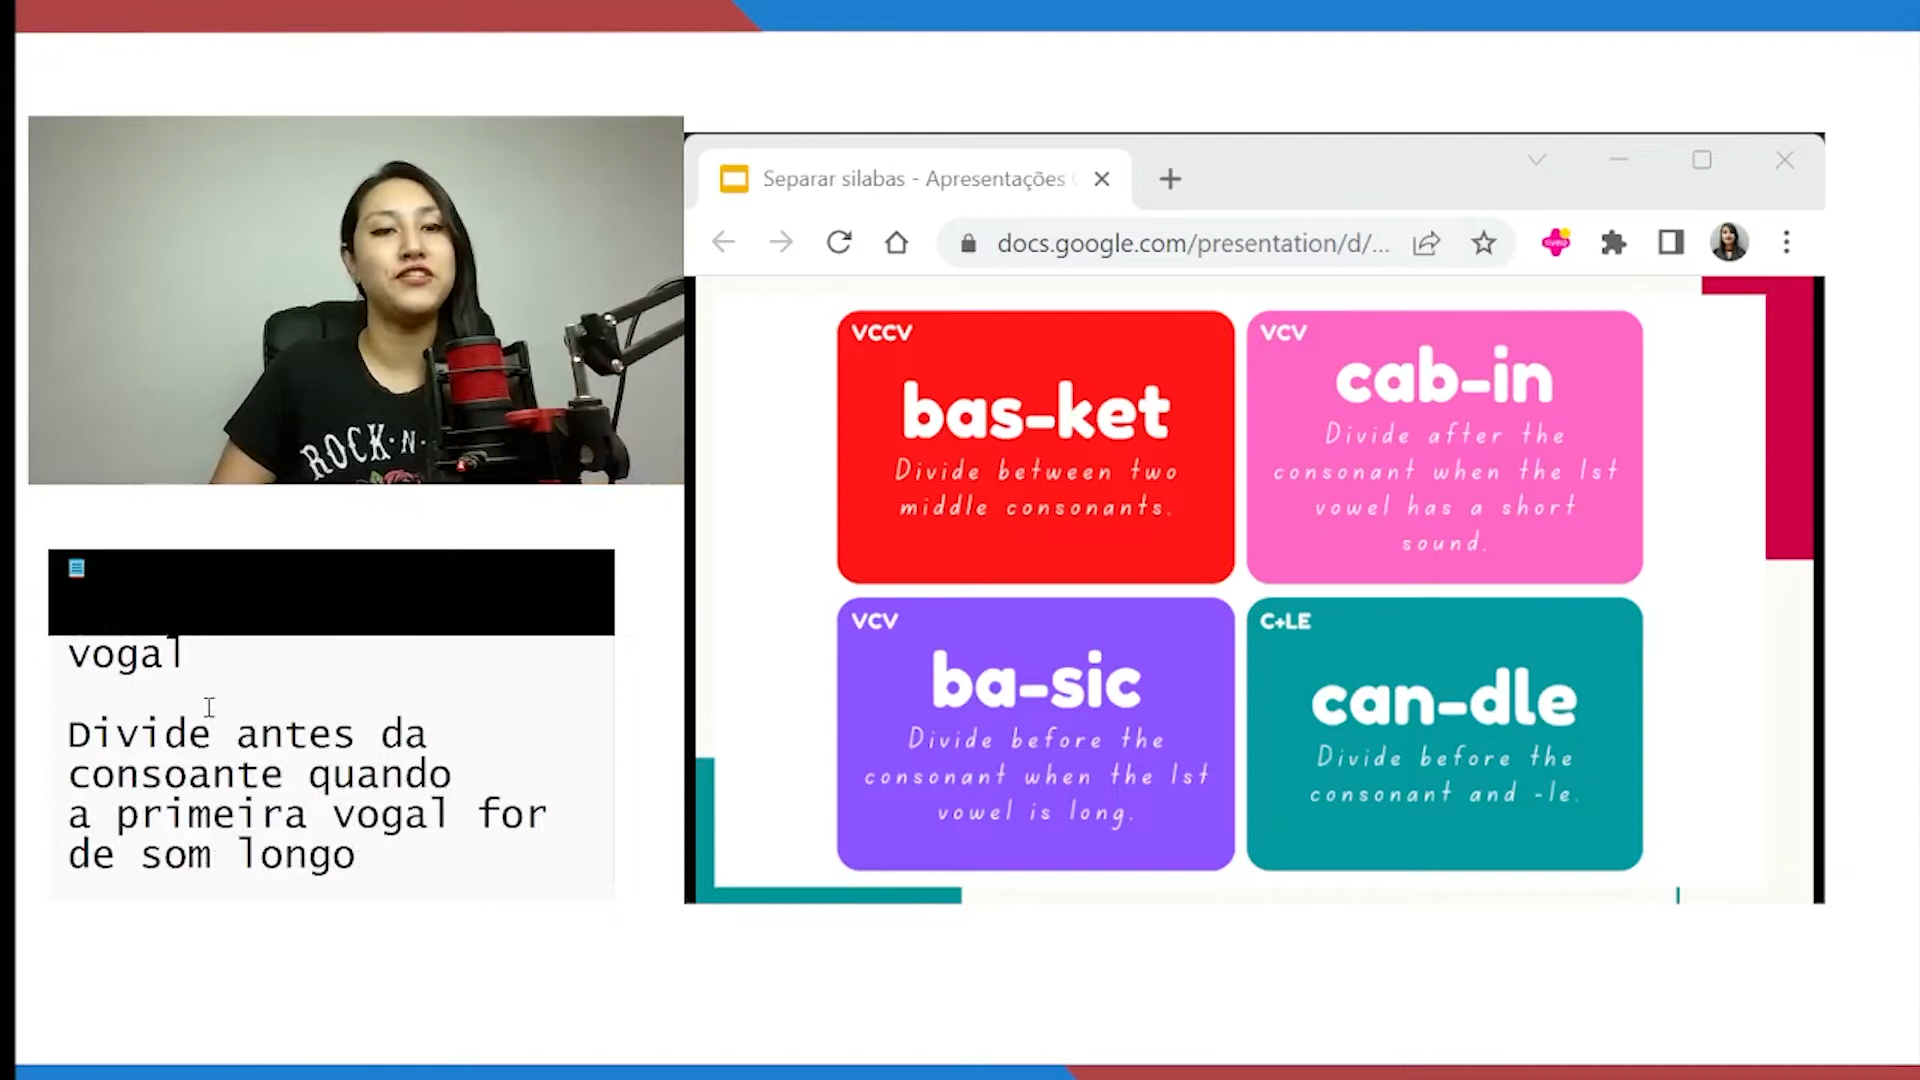 Separar silabas - Apresentações
docs.google.com/presentation/d/...
ROCK·N·
vogal
Divide antes da
consoante quando
a primeira vogal for
de som longo
VCCV
bas-ket
Divide between two
middle consonants.
VCV
cab-in
Divide after the
consonant when the 1st
vowel has a short
sound.
VCV
ba-sic
Divide before the
consonant when the 1st
vowel is long.
C+LE
can-dle
Divide before the
consonant and -le.